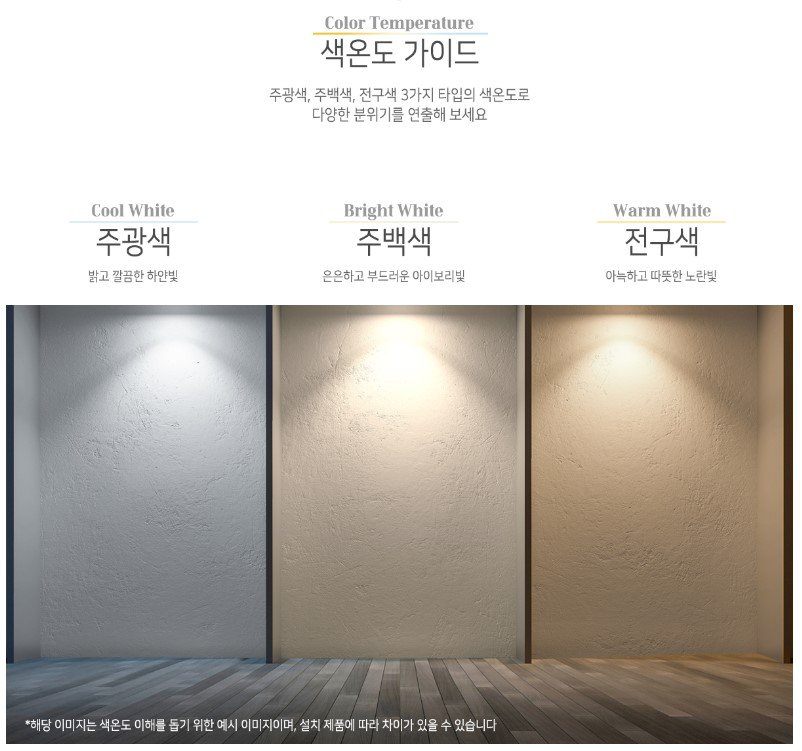 Color Temperature
색온도 가이드
주광색, 주백색, 전구색 3가지 타입의 색온도로
다양한 분위기를 연출해 보세요
Cool White
주광색
밝고 깔끔한 하얀빛
Bright White
주백색
은은하고 부드러운 아이보리빛
Warm White
전구색
아늑하고 따뜻한 노란빛
*해당 이미지는 색온도 이해를 돕기 위한 예시 이미지이며, 설치 제품에 따라 차이가 있을 수 있습니다